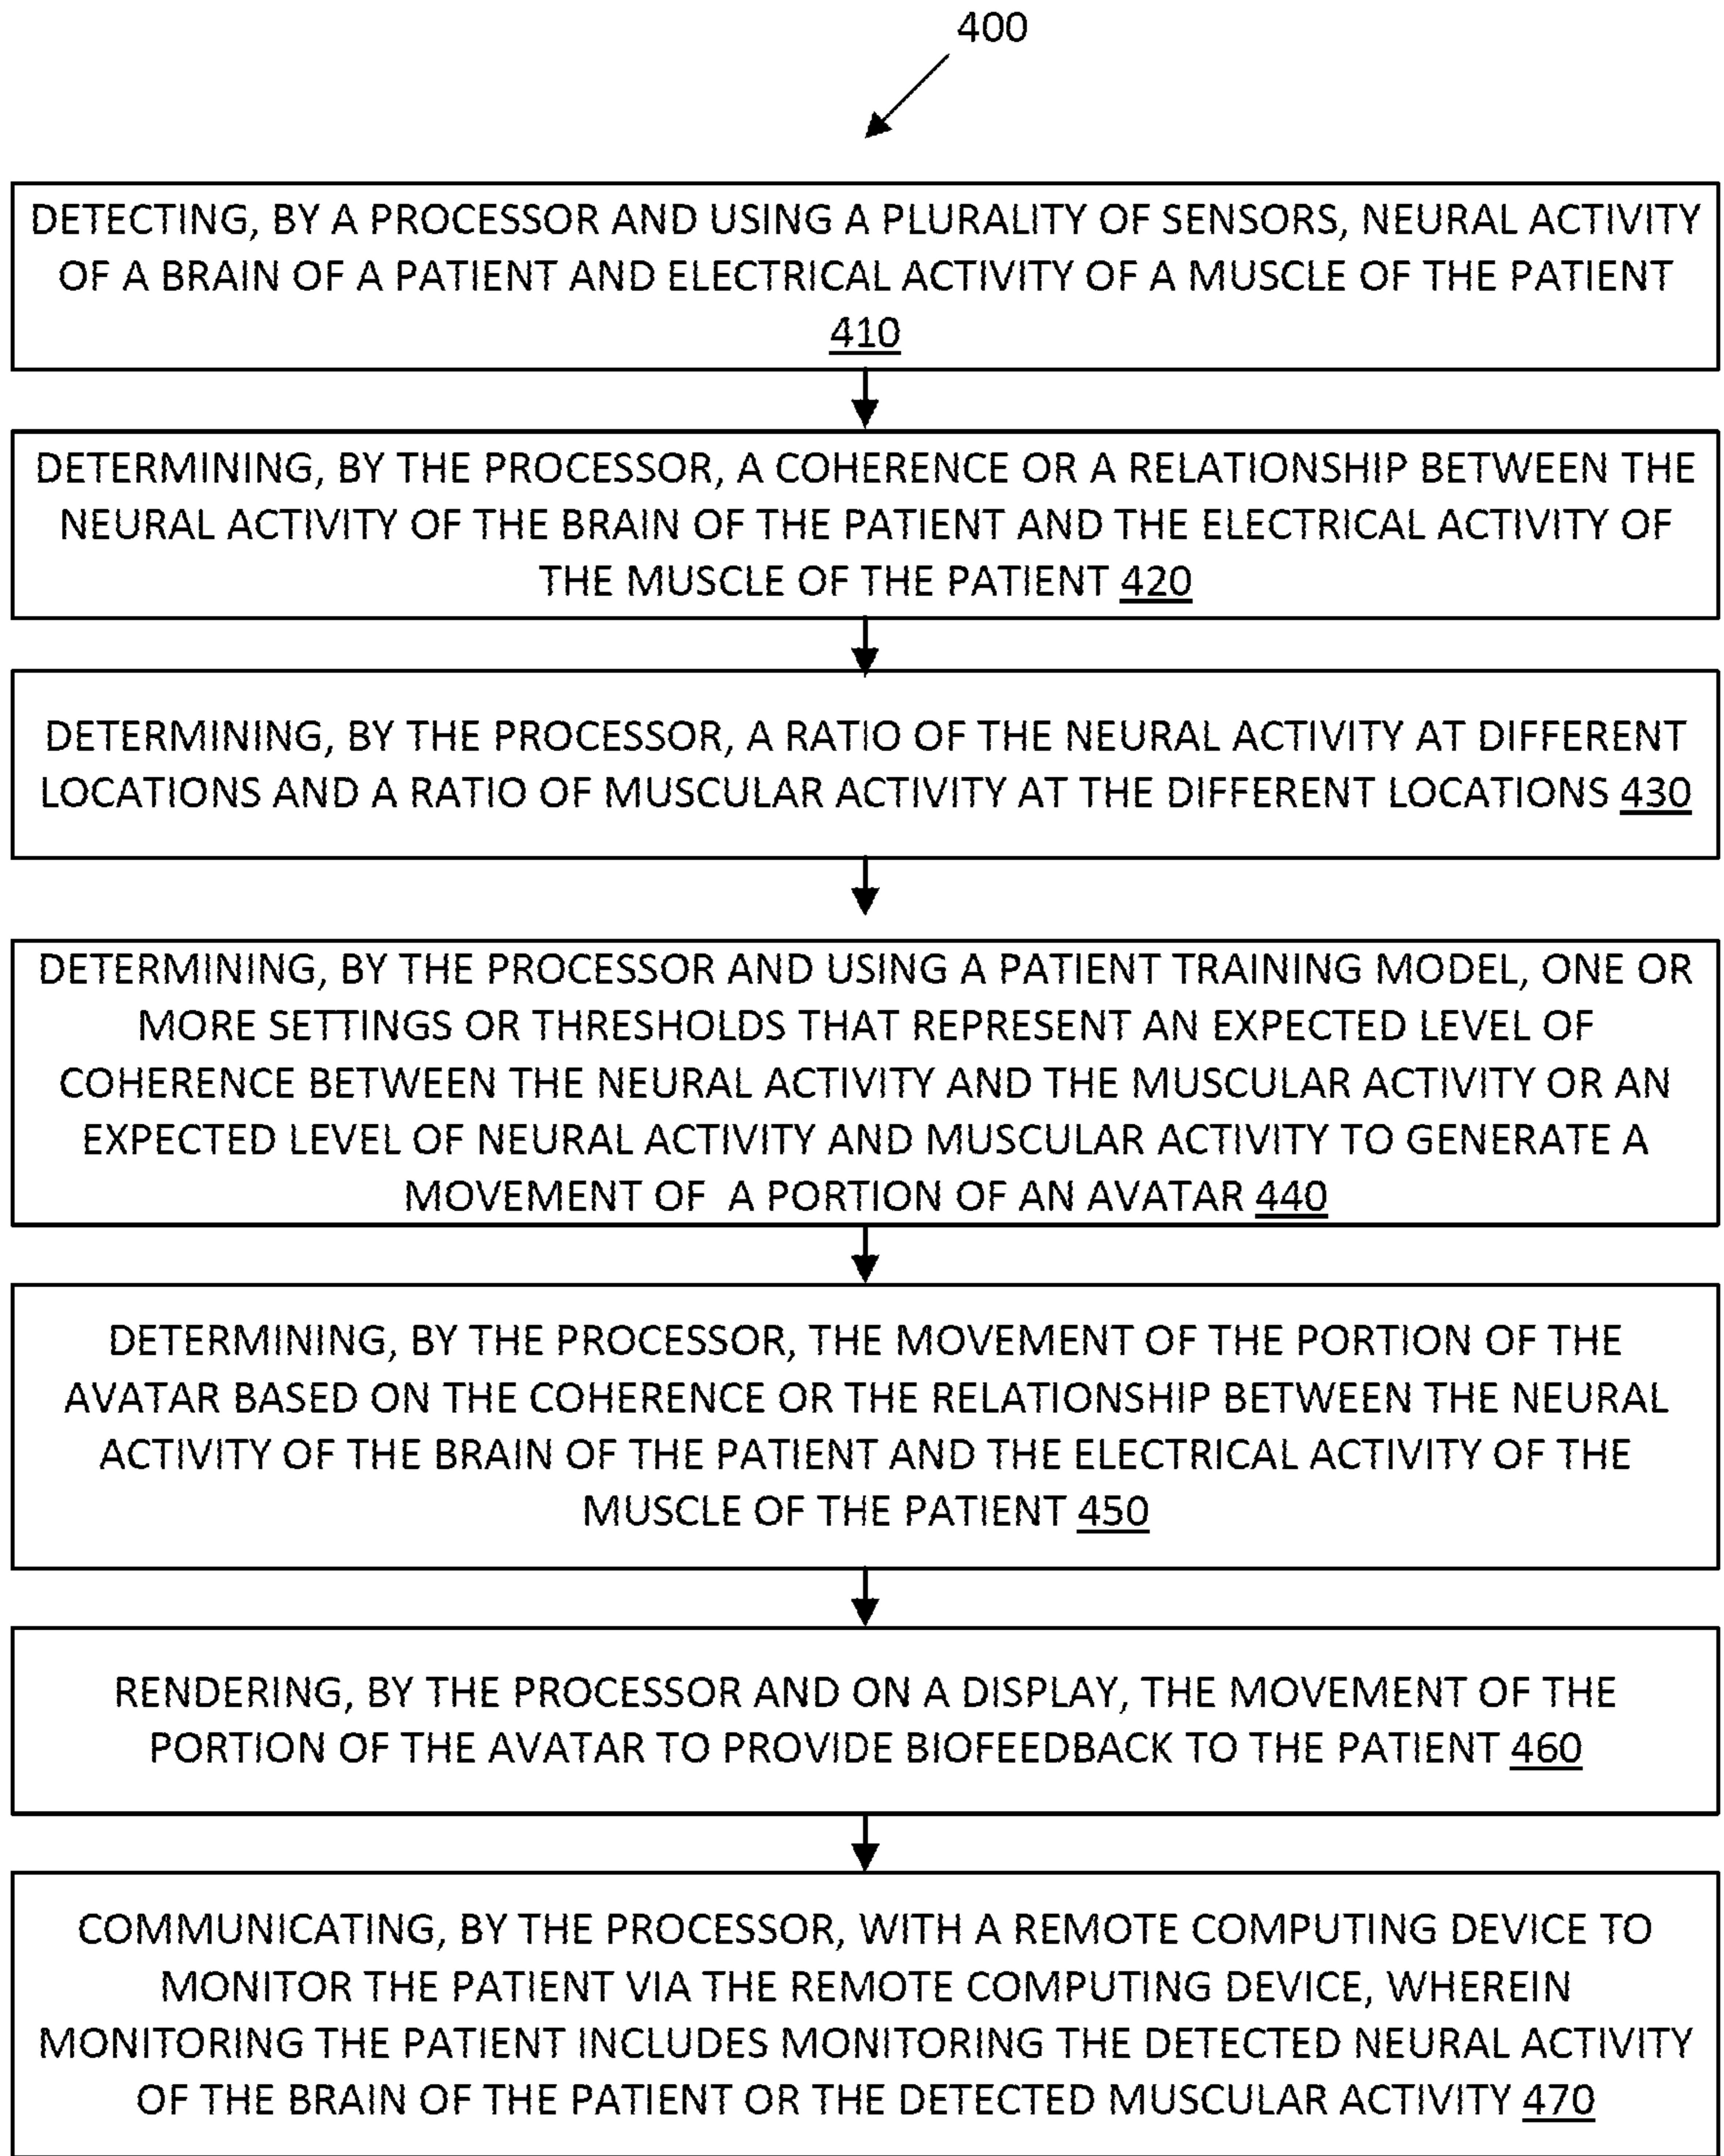 400
DETECTING, BY A PROCESSOR AND USING A PLURALITY OF SENSORS, NEURAL ACTIVITY
OF A BRAIN OF A PATIENT AND ELECTRICAL ACTIVITY OF A MUSCLE OF THE PATIENT
410
DETERMINING, BY THE PROCESSOR, A COHERENCE OR A RELATIONSHIP BETWEEN THE
NEURAL ACTIVITY OF THE BRAIN OF THE PATIENT AND THE ELECTRICAL ACTIVITY OF
THE MUSCLE OF THE PATIENT 420
DETERMINING, BY THE PROCESSOR, A RATIO OF THE NEURAL ACTIVITY AT DIFFERENT
LOCATIONS AND A RATIO OF MUSCULAR ACTIVITY AT THE DIFFERENT LOCATIONS 430
DETERMINING, BY THE PROCESSOR AND USING A PATIENT TRAINING MODEL, ONE OR
MORE SETTINGS OR THRESHOLDS THAT REPRESENT AN EXPECTED LEVEL OF
COHERENCE BETWEEN THE NEURAL ACTIVITY AND THE MUSCULAR ACTIVITY OR AN
EXPECTED LEVEL OF NEURAL ACTIVITY AND MUSCULAR ACTIVITY TO GENERATE A
MOVEMENT OF A PORTION OF AN AVATAR 440
DETERMINING, BY THE PROCESSOR, THE MOVEMENT OF THE PORTION OF THE
AVATAR BASED ON THE COHERENCE OR THE RELATIONSHIP BETWEEN THE NEURAL
ACTIVITY OF THE BRAIN OF THE PATIENT AND THE ELECTRICAL ACTIVITY OF THE
MUSCLE OF THE PATIENT 450
RENDERING, BY THE PROCESSOR AND ON A DISPLAY, THE MOVEMENT OF THE
PORTION OF THE AVATAR TO PROVIDE BIOFEEDBACK TO THE PATIENT 460
COMMUNICATING, BY THE PROCESSOR, WITH A REMOTE COMPUTING DEVICE TO
MONITOR THE PATIENT VIA THE REMOTE COMPUTING DEVICE, WHEREIN
MONITORING THE PATIENT INCLUDES MONITORING THE DETECTED NEURAL ACTIVITY
OF THE BRAIN OF THE PATIENT OR THE DETECTED MUSCULAR ACTIVITY 470